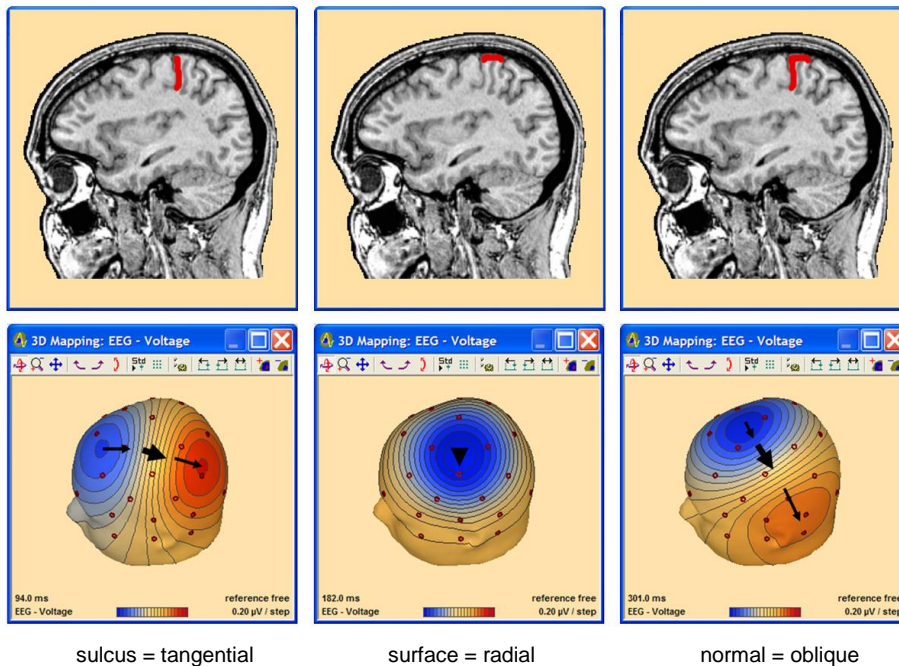 3D Mapping: EEG - Voltage
Std
94.0 ms reference free
EEG - Voltage 0.20 µV / step
3D Mapping: EEG - Voltage
Std
182.0 ms reference free
EEG - Voltage 0.20 µV / step
3D Mapping: EEG - Voltage
Std
301.0 ms reference free
EEG - Voltage 0.20 µV / step
sulcus = tangential
surface = radial
normal = oblique